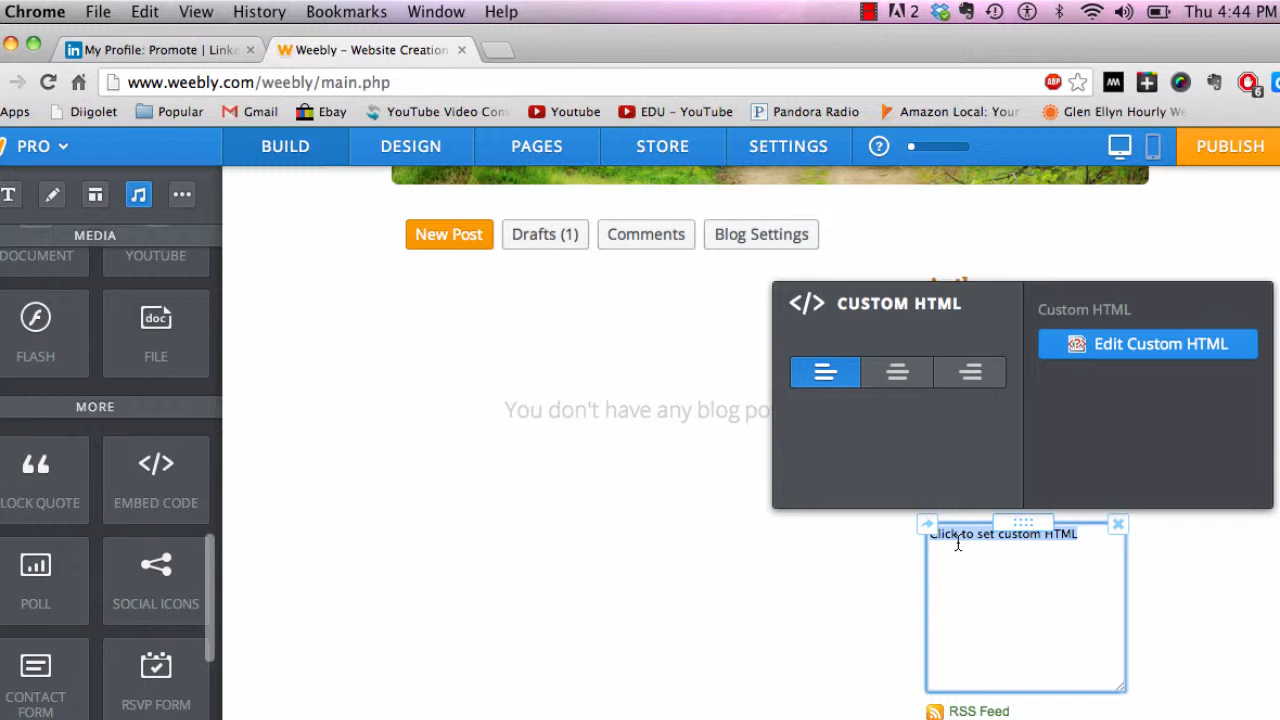 Chrome File Edit View History Bookmarks Window Help
2 Thu 4:44 PM
My Profile: Promote | Linke
Weebly - Website Creation
www.weebly.com/weebly/main.php
ABP
6
Apps Diigolet Popular Gmail Ebay YouTube Video Con Youtube EDU – YouTube Pandora Radio Amazon Local: Your Glen Ellyn Hourly We
PRO BUILD DESIGN PAGES STORE SETTINGS ? PUBLISH
T
MEDIA
DOCUMENT YOUTUBE
New Post Drafts (1) Comments Blog Settings
doc
FLASH FILE
</> CUSTOM HTML
Custom HTML
Edit Custom HTML
MORE
You don't have any blog po
LOCK QUOTE </> EMBED CODE
Click to set custom HTML
POLL SOCIAL ICONS
CONTACT FORM RSVP FORM
RSS Feed